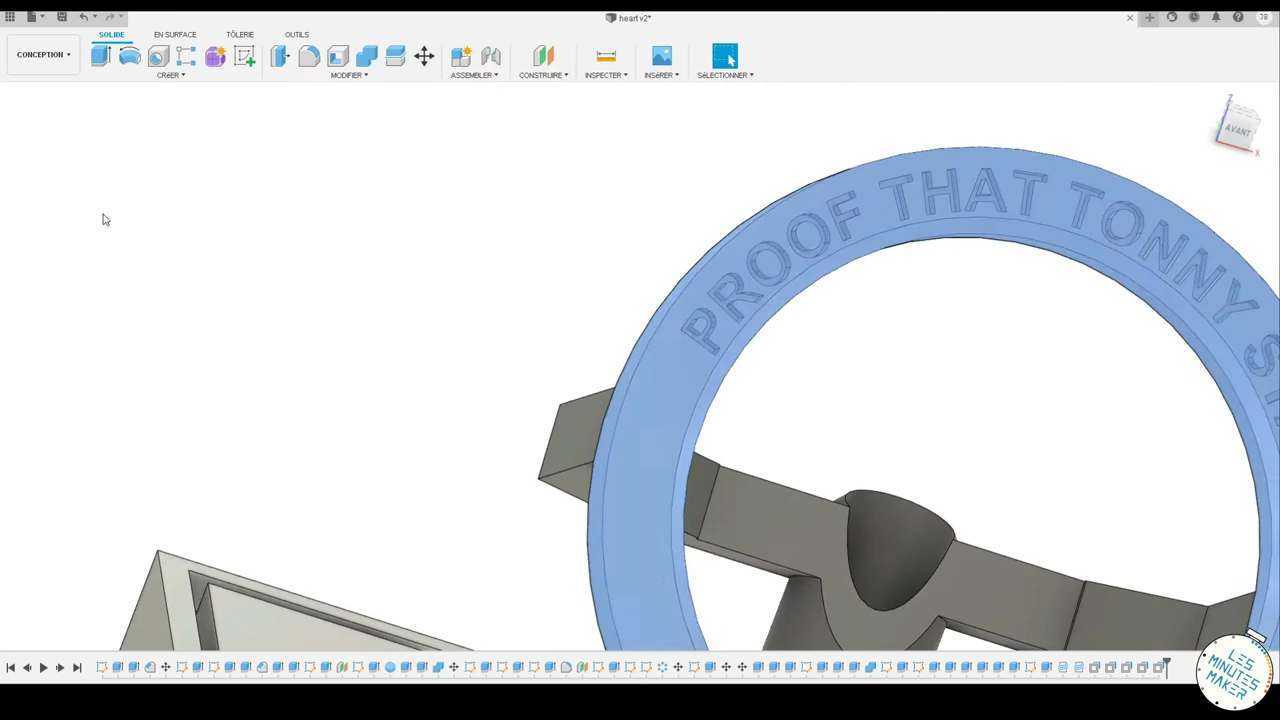 heart v2*
JB
SOLIDE
EN SURFACE
TÔLERIE
OUTILS
CONCEPTION
CRÉER
MODIFIER
ASSEMBLER
CONSTRUIRE
INSPECTER
INSÉRER
SÉLECTIONNER
Z
AVANT
X
PROOF THAT TONNY
LES
MINUTES
MAKER